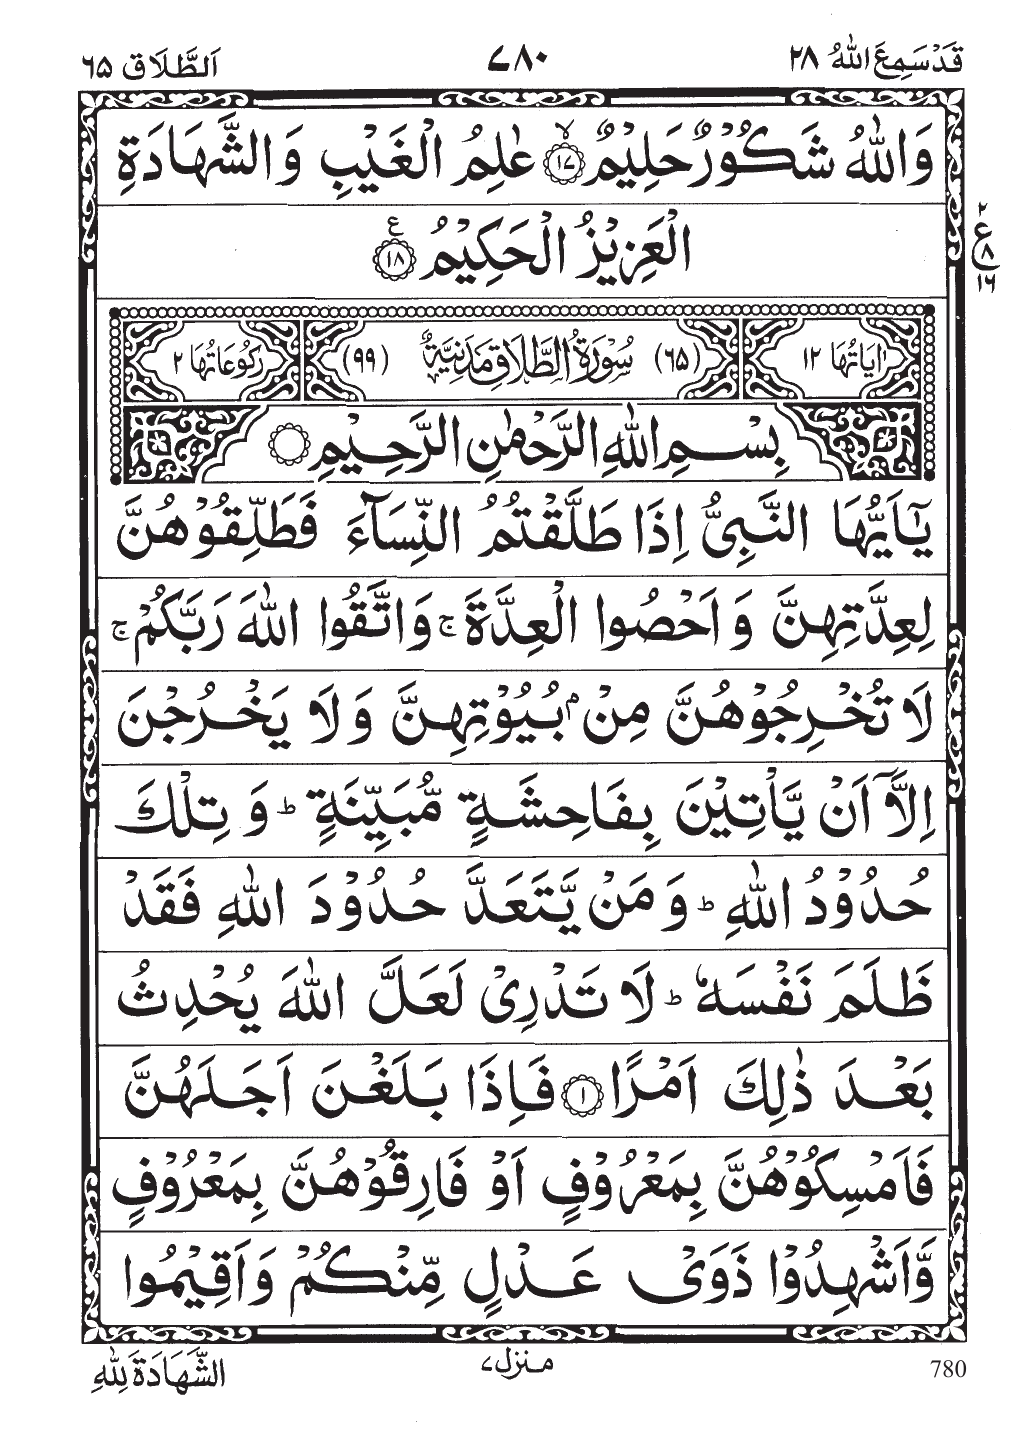 قَدْسَمِعَ اللّٰهُ ٢٨
٧٨٠
اَلطَّلَاق ٦٥
وَاللّٰهُ شَكُوْرٌ حَلِيْمٌ ۙ﴿١٧﴾ عٰلِمُ الْغَيْبِ وَالشَّهَادَةِ
الْعَزِيْزُ الْحَكِيْمُ ۧ﴿١٨﴾
٢
ع
٨
١٦
اٰيَاتُهَا ١٢
(٦٥) سُوْرَةُ الطَّلَاقِ مَدَنِيَّةٌ (٩٩)
رُكُوْعَاتُهَا ٢
بِسْمِ اللّٰهِ الرَّحْمٰنِ الرَّحِيْمِ
يٰۤاَيُّهَا النَّبِىُّ اِذَا طَلَّقْتُمُ النِّسَآءَ فَطَلِّقُوْهُنَّ
لِعِدَّتِهِنَّ وَاَحْصُوا الْعِدَّةَ ۚ وَاتَّقُوا اللّٰهَ رَبَّكُمْ ۚ
لَا تُخْرِجُوْهُنَّ مِنْۢ بُيُوْتِهِنَّ وَلَا يَخْرُجْنَ
اِلَّاۤ اَنْ يَّاْتِيْنَ بِفَاحِشَةٍ مُّبَيِّنَةٍ ؕ وَتِلْكَ
حُدُوْدُ اللّٰهِ ؕ وَمَنْ يَّتَعَدَّ حُدُوْدَ اللّٰهِ فَقَدْ
ظَلَمَ نَفْسَهٗ ؕ لَا تَدْرِىْ لَعَلَّ اللّٰهَ يُحْدِثُ
بَعْدَ ذٰلِكَ اَمْرًا ﴿١﴾ فَاِذَا بَلَغْنَ اَجَلَهُنَّ
فَاَمْسِكُوْهُنَّ بِمَعْرُوْفٍ اَوْ فَارِقُوْهُنَّ بِمَعْرُوْفٍ
وَّاَشْهِدُوْا ذَوَىْ عَدْلٍ مِّنْكُمْ وَاَقِيْمُوا
780
منزل ٧
الشَّهَادَةَ لِلّٰهِ